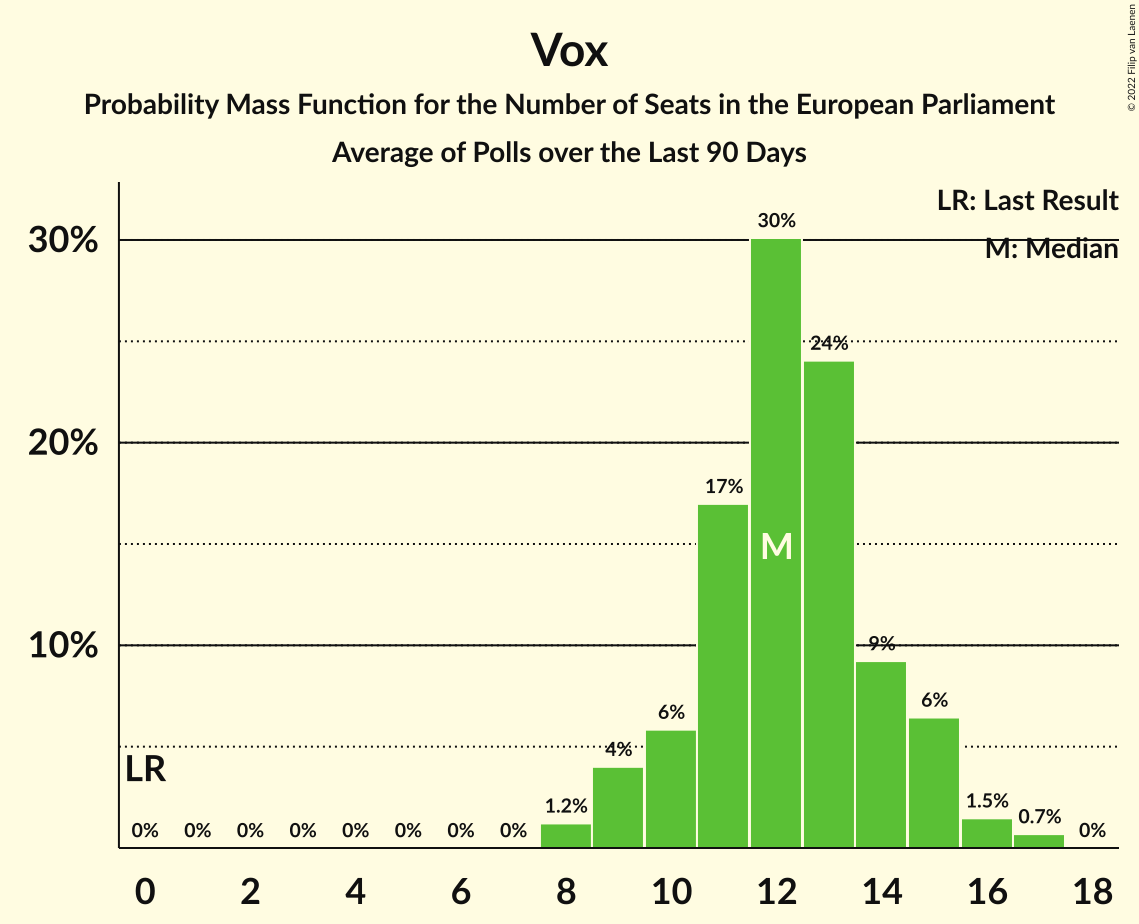 Vox
Probability Mass Function for the Number of Seats in the European Parliament
Average of Polls over the Last 90 Days
© 2022 Filip van Laenen
LR: Last Result
M: Median
30%
20%
10%
LR
M
0%
0%
0%
0%
0%
0%
0%
0%
1.2%
4%
6%
17%
30%
24%
9%
6%
1.5%
0.7%
0%
0 2 4 6 8 10 12 14 16 18